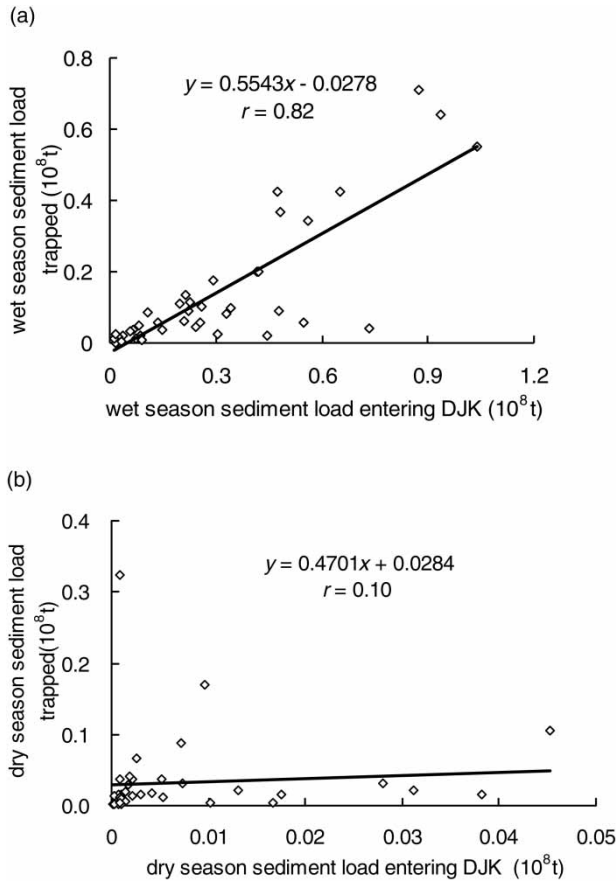 (a)
wet season sediment load
trapped (10⁸t)
0.8
0.6
0.4
0.2
0
y = 0.5543x - 0.0278
r = 0.82
0 0.3 0.6 0.9 1.2
wet season sediment load entering DJK (10⁸t)
(b)
dry season sediment load
trapped(10⁸t)
0.4
0.3
0.2
0.1
0.0
y = 0.4701x + 0.0284
r = 0.10
0 0.01 0.02 0.03 0.04 0.05
dry season sediment load entering DJK (10⁸t)